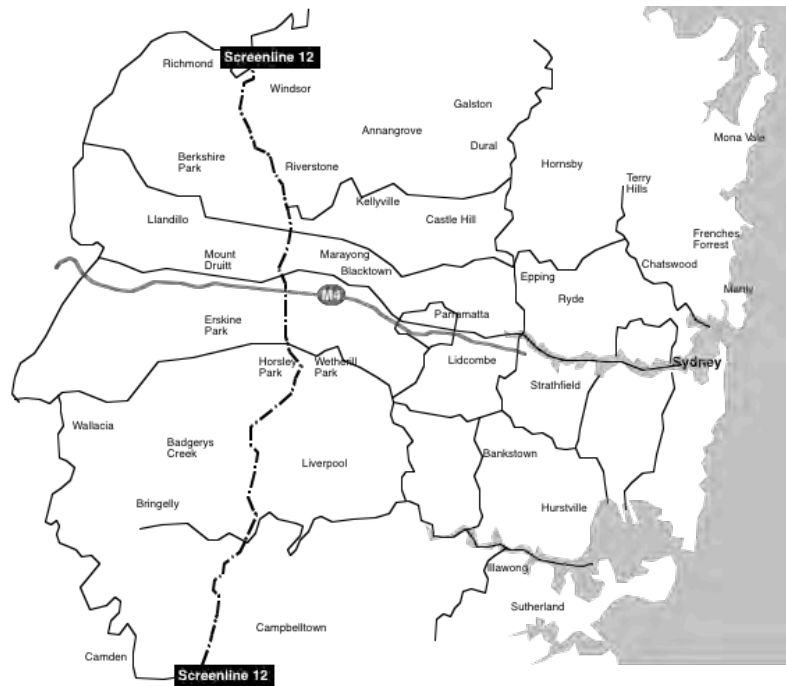 Screenline 12
Richmond
Windsor
Galston
Annangrove
Mona Vale
Dural
Berkshire
Park
Riverstone
Hornsby
Terry
Hills
Kellyville
Llandillo
Castle Hill
Frenches
Forrest
Mount
Druitt
Marayong
Chatswood
Blacktown
Epping
Manly
M4
Ryde
Erskine
Park
Parramatta
Horsley
Park
Wetherill
Park
Lidcombe
Sydney
Strathfield
Wallacia
Badgerys
Creek
Liverpool
Bankstown
Bringelly
Hurstville
Illawong
Sutherland
Campbelltown
Camden
Screenline 12